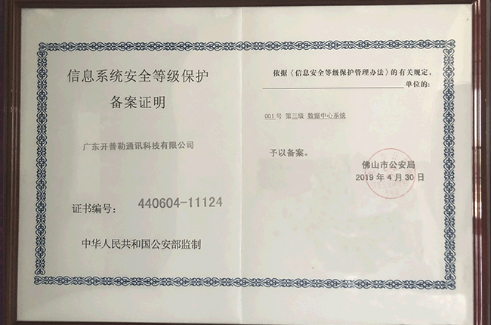 信息系统安全等级保护
备案证明
广东开普勒通讯科技有限公司
证书编号：440604-11124
中华人民共和国公安部监制
依据《信息安全等级保护管理办法》的有关规定，
单位的：
001号 第三级 数据中心系统
予以备案。
佛山市公安局
2019 年 4 月 30 日